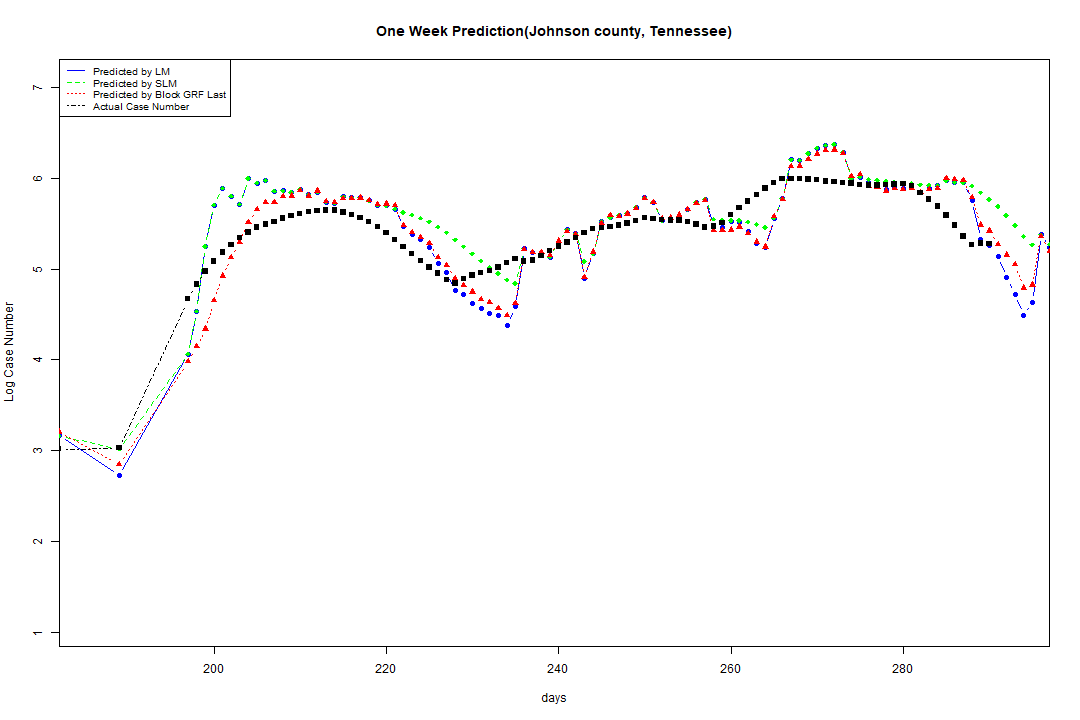 One Week Prediction(Johnson county, Tennessee)
Predicted by LM
Predicted by SLM
Predicted by Block GRF Last
Actual Case Number
7
6
5
4
3
2
1
Log Case Number
200 220 240 260 280
days